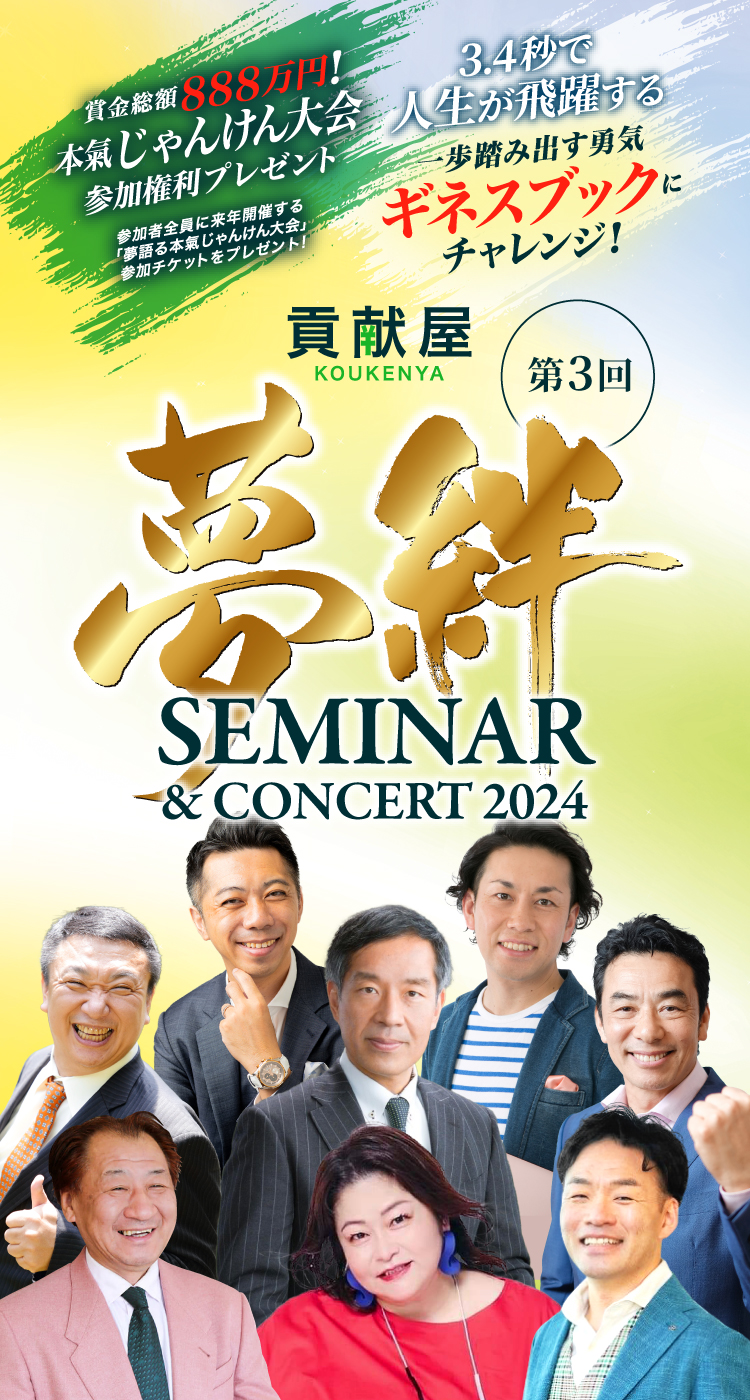 賞金総額888万円!
本氣じゃんけん大会
参加権利プレゼント
参加者全員に来年開催する
「夢語る本氣じゃんけん大会」
参加チケットをプレゼント!
3.4秒で
人生が飛躍する
一歩踏み出す勇気
ギネスブックに
チャレンジ!
貢献屋
KOUKENYA
第3回
夢絆
SEMINAR
& CONCERT 2024